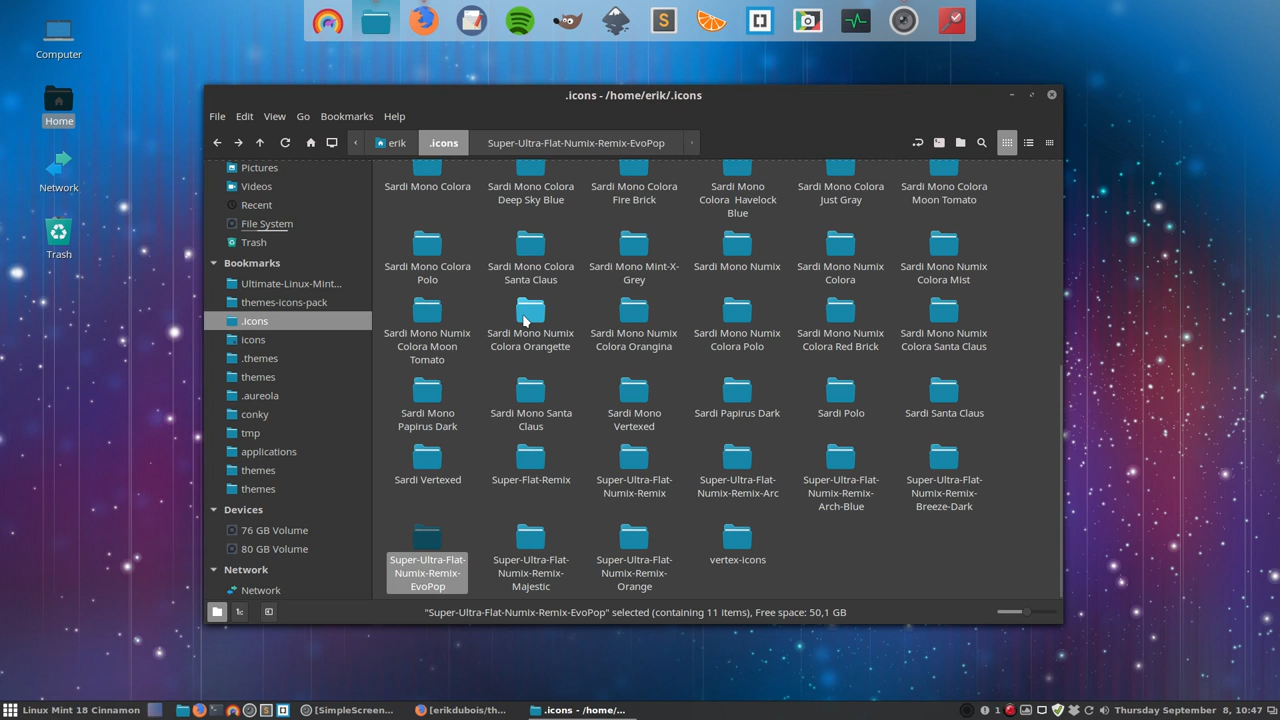 Computer
Home
Network
Trash
.icons - /home/erik/.icons
File Edit View Go Bookmarks Help
erik .icons Super-Ultra-Flat-Numix-Remix-EvoPop
Pictures
Videos
Recent
File System
Trash
Bookmarks
Ultimate-Linux-Mint...
themes-icons-pack
.icons
icons
.themes
themes
.aureola
conky
tmp
applications
themes
themes
Devices
76 GB Volume
80 GB Volume
Network
Network
Sardi Mono Colora
Sardi Mono Colora
Deep Sky Blue
Sardi Mono Colora
Fire Brick
Sardi Mono
Colora Havelock
Blue
Sardi Mono Colora
Just Gray
Sardi Mono Colora
Moon Tomato
Sardi Mono Colora
Polo
Sardi Mono Colora
Santa Claus
Sardi Mono Mint-X-
Grey
Sardi Mono Numix
Sardi Mono Numix
Colora
Sardi Mono Numix
Colora Mist
Sardi Mono Numix
Colora Moon
Tomato
Sardi Mono Numix
Colora Orangette
Sardi Mono Numix
Colora Orangina
Sardi Mono Numix
Colora Polo
Sardi Mono Numix
Colora Red Brick
Sardi Mono Numix
Colora Santa Claus
Sardi Mono
Papirus Dark
Sardi Mono Santa
Claus
Sardi Mono
Vertexed
Sardi Papirus Dark
Sardi Polo
Sardi Santa Claus
Sardi Vertexed
Super-Flat-Remix
Super-Ultra-Flat-
Numix-Remix
Super-Ultra-Flat-
Numix-Remix-Arc
Super-Ultra-Flat-
Numix-Remix-
Arch-Blue
Super-Ultra-Flat-
Numix-Remix-
Breeze-Dark
Super-Ultra-Flat-
Numix-Remix-
EvoPop
Super-Ultra-Flat-
Numix-Remix-
Majestic
Super-Ultra-Flat-
Numix-Remix-
Orange
vertex-icons
"Super-Ultra-Flat-Numix-Remix-EvoPop" selected (containing 11 items), Free space: 50,1 GB
Linux Mint 18 Cinnamon [SimpleScreen... [erikdubois/th... .icons - /home/... 1 Thursday September 8, 10:47